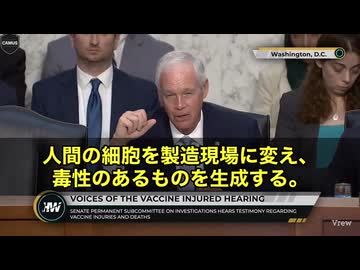 CAMUS
Washington, D.C.
人間の細胞を製造現場に変え、
毒性のあるものを生成する。
VOICES OF THE VACCINE INJURED HEARING
SENATE PERMANENT SUBCOMMITTEE ON INVESTIGATIONS HEARS TESTIMONY REGARDING
VACCINE INJURIES AND DEATHS
HW
Vrew